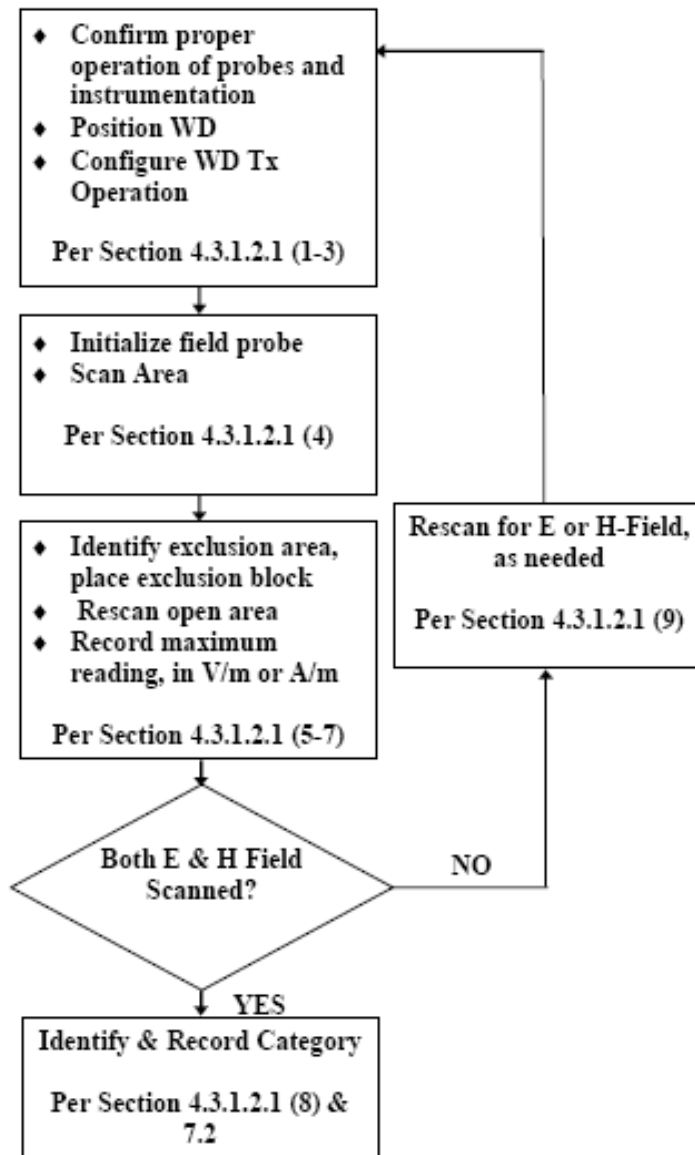 ♦ Confirm proper
operation of probes and
instrumentation
♦ Position WD
♦ Configure WD Tx
Operation
Per Section 4.3.1.2.1 (1-3)
♦ Initialize field probe
♦ Scan Area
Per Section 4.3.1.2.1 (4)
♦ Identify exclusion area,
place exclusion block
♦ Rescan open area
♦ Record maximum
reading, in V/m or A/m
Per Section 4.3.1.2.1 (5-7)
Rescan for E or H-Field,
as needed
Per Section 4.3.1.2.1 (9)
Both E & H Field
Scanned?
NO
YES
Identify & Record Category
Per Section 4.3.1.2.1 (8) &
7.2